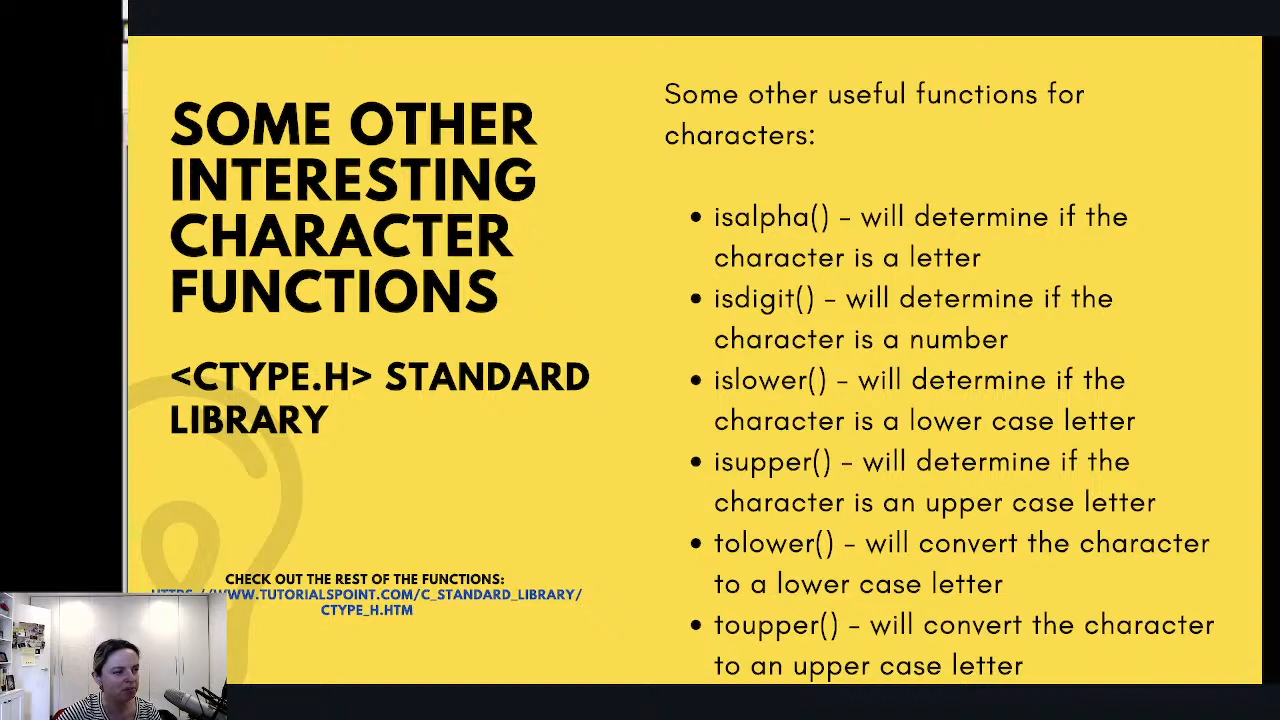 SOME OTHER
INTERESTING
CHARACTER
FUNCTIONS
<CTYPE.H> STANDARD
LIBRARY
CHECK OUT THE REST OF THE FUNCTIONS:
HTTPS://WWW.TUTORIALSPOINT.COM/C_STANDARD_LIBRARY/
CTYPE_H.HTM
Some other useful functions for
characters:
• isalpha() - will determine if the
character is a letter
• isdigit() - will determine if the
character is a number
• islower() - will determine if the
character is a lower case letter
• isupper() - will determine if the
character is an upper case letter
• tolower() - will convert the character
to a lower case letter
• toupper() - will convert the character
to an upper case letter